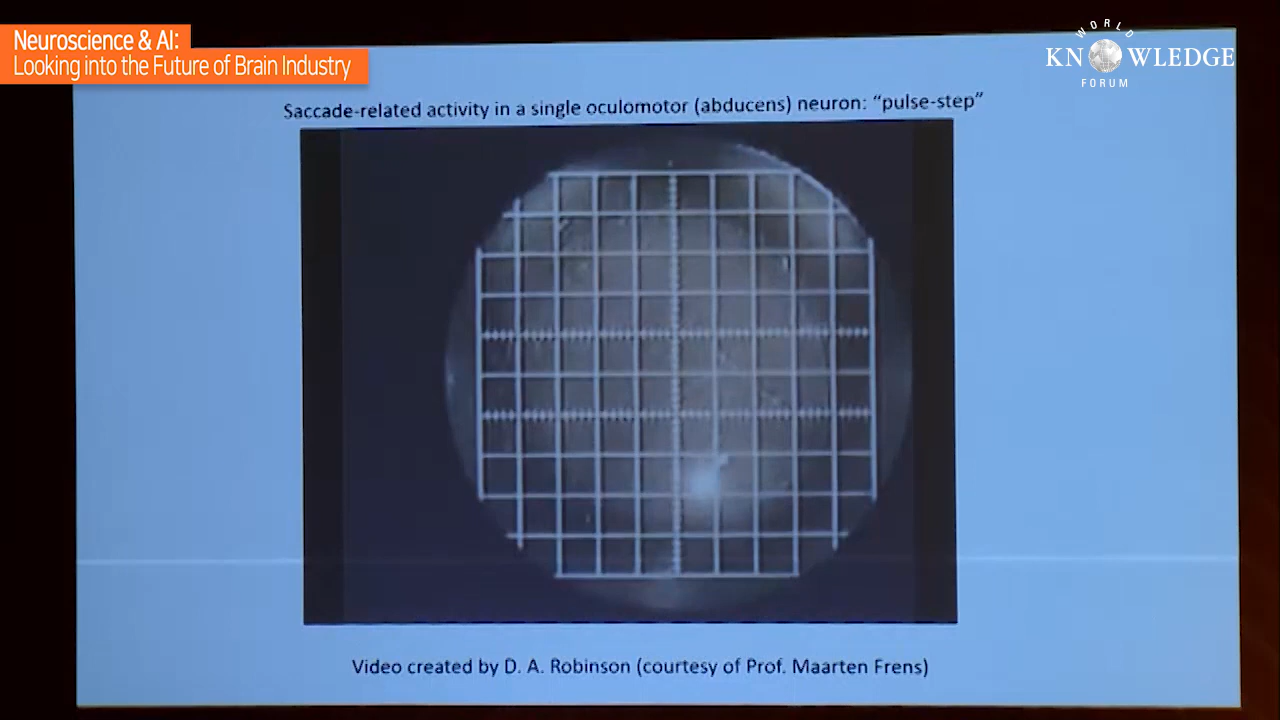 Neuroscience & AI:
Looking into the Future of Brain Industry
WORLD
KNOWLEDGE
FORUM
Saccade-related activity in a single oculomotor (abducens) neuron: “pulse-step”
Video created by D. A. Robinson (courtesy of Prof. Maarten Frens)